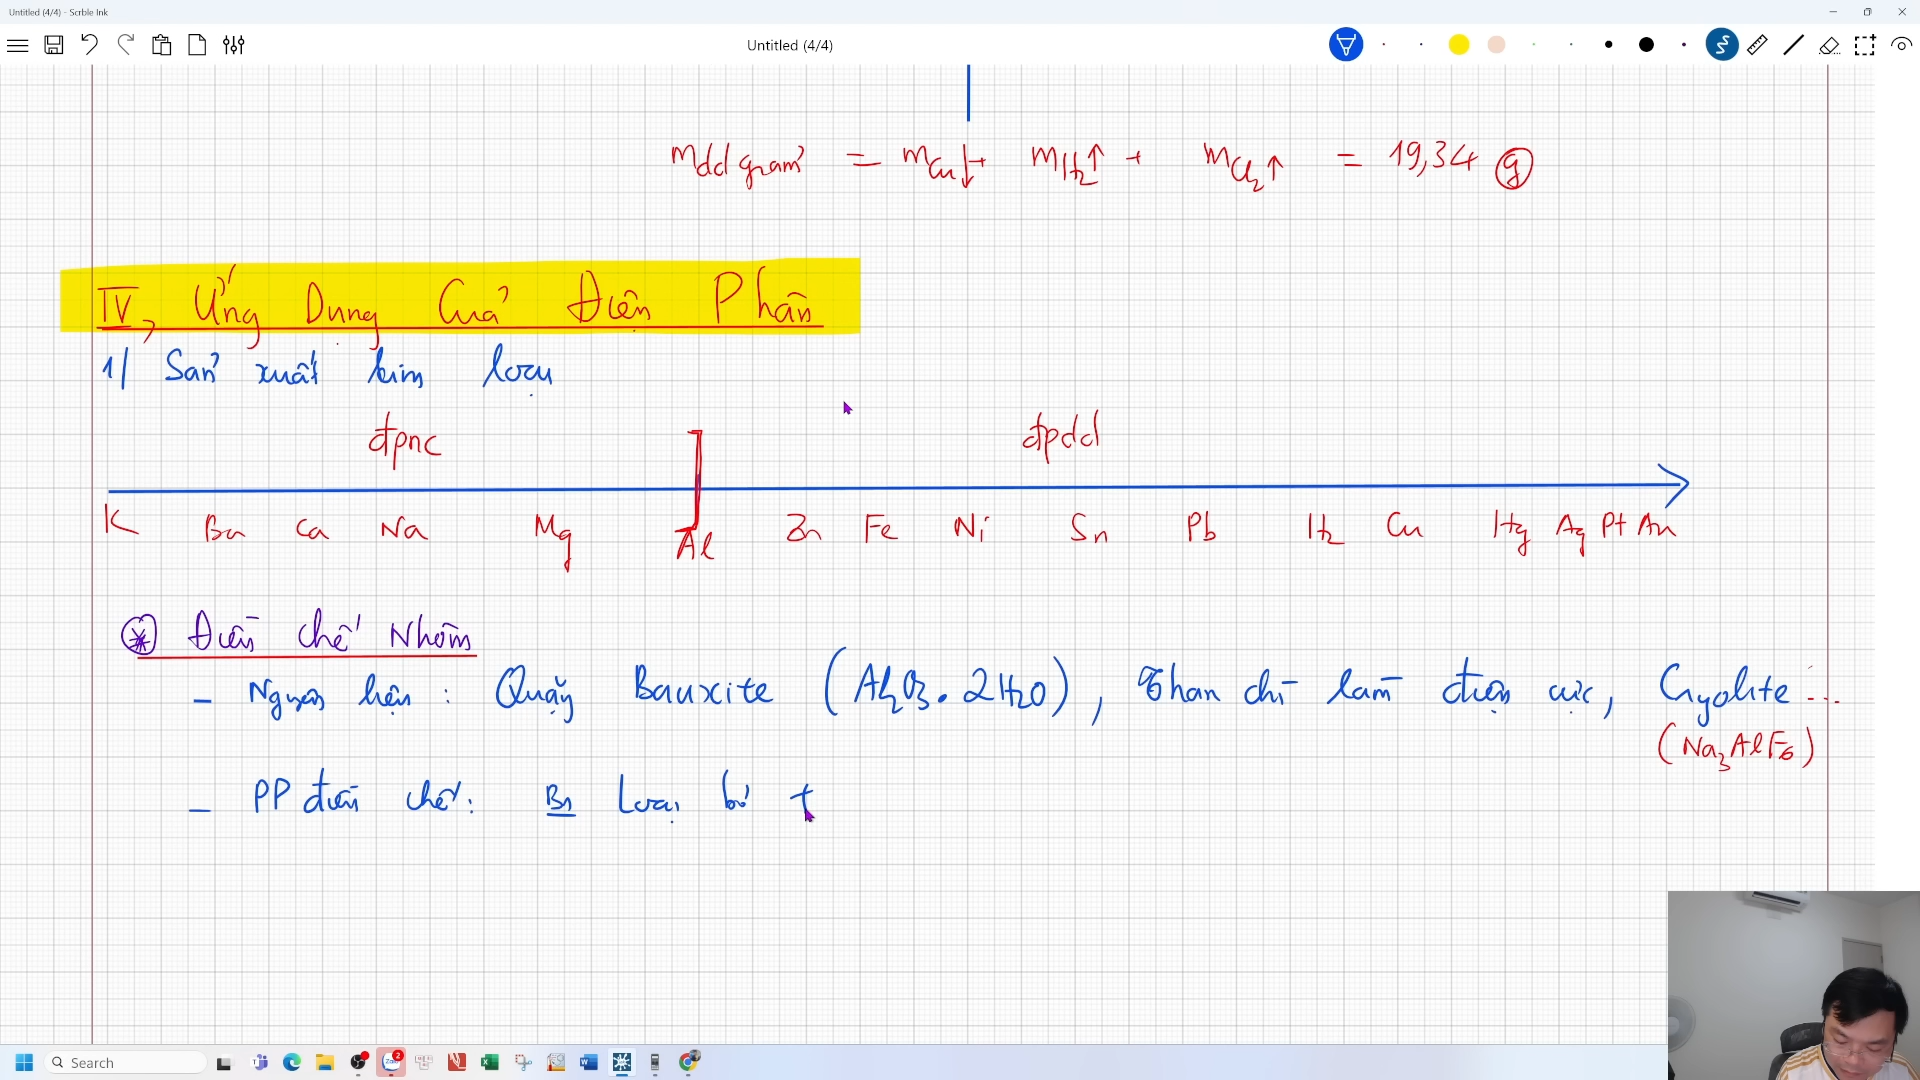 Untitled (4/4) - Scrble Ink
Untitled (4/4)
mdd giảm = mCu↓ + mH2↑ + mCl2↑ = 19,34 g
IV, Ứng Dụng Của Điện Phân
1/ Sản xuất kim loại
đpnc đpdd
K Ba Ca Na Mg Al Zn Fe Ni Sn Pb H2 Cu Hg Ag Pt Au
* Điều chế Nhôm
- Nguyên liệu : Quặng Bauxite (Al2O3.2H2O), Than chì làm điện cực, Cryolite ...
(Na3AlF6)
- PP điều chế: B1 Loại bỏ t
Search
2